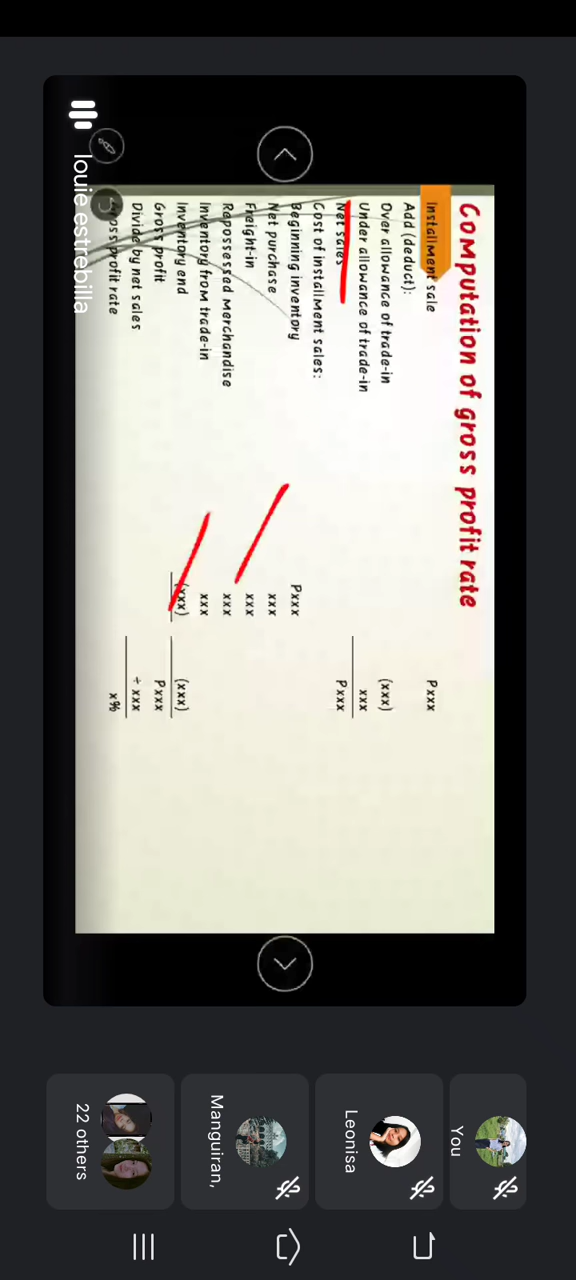 Computation of gross profit rate
Installment sale Pxxx
Add (deduct):
Over allowance of trade-in (xxx)
Under allowance of trade-in xxx
Net sales Pxxx
Cost of installment sales:
Beginning inventory Pxxx
Net purchase xxx
Freight-in xxx
Repossessed merchandise xxx
Inventory from trade-in xxx
Inventory end (xxx) (xxx)
Gross profit Pxxx
Divide by net sales ÷ xxx
Gross profit rate x%
louie estrebilla
You
Leonisa
Manguiran,
22 others